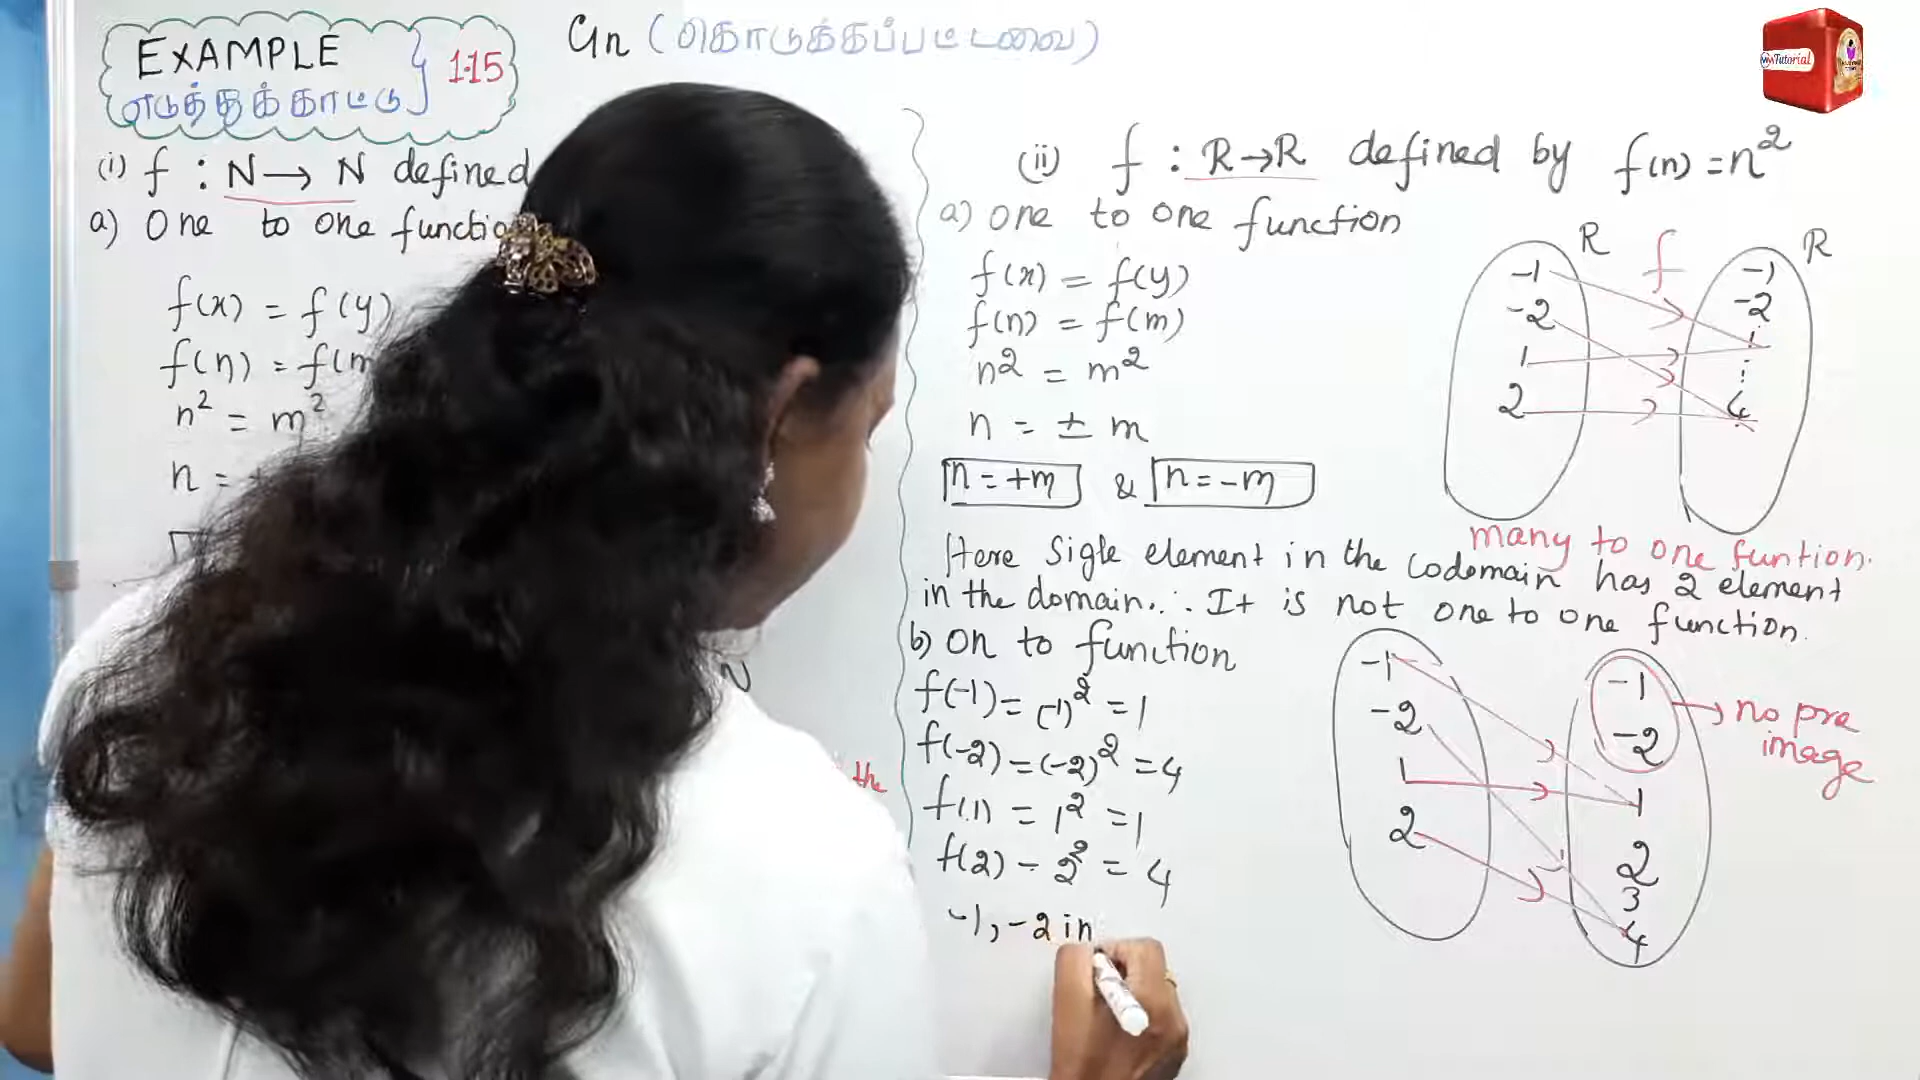 EXAMPLE
எடுத்துக்காட்டு
1.15
Gn (கொடுக்கப்பட்டவை)
Tutorial
(i) f : N → N defined
a) One to one functio
f(x) = f(y)
f(n) = f(m
n² = m²
n =
N
the
(ii) f : R→R defined by f(n) = n²
a) one to one function
f(x) = f(y)
f(n) = f(m)
n² = m²
n = ± m
n = +m & n = -m
R f R
-1 -1
-2 -2
1 1
2 4
many to one funtion.
Here Sigle element in the codomain has 2 element
in the domain. ∴ It is not one to one function.
b) On to function
f(-1) = (-1)² = 1
f(-2) = (-2)² = 4
f(1) = 1² = 1
f(2) = 2² = 4
-1, -2 in
-1 -1
-2 -2
1 1
2 2
3
4
no pre
image